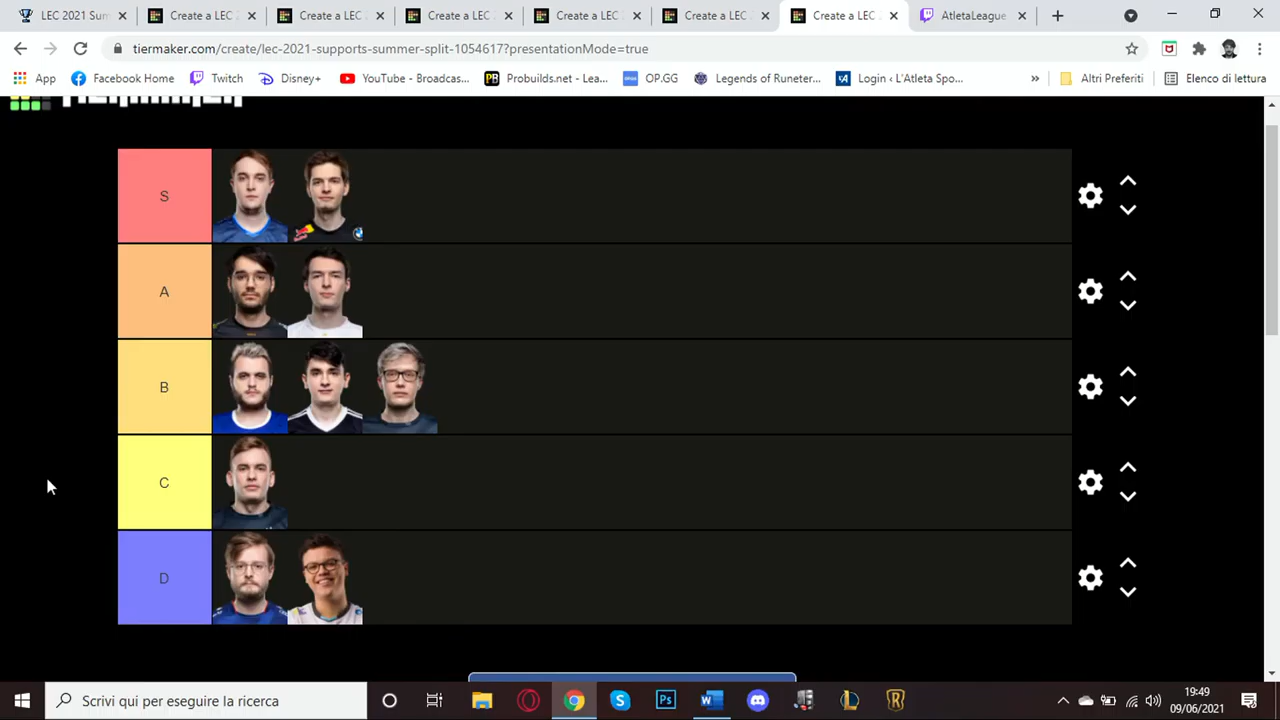 LEC 2021 Sum
Create a LEC
Create a LEC
Create a LEC
Create a LEC
Create a LEC
Create a LEC
AtletaLeague
tiermaker.com/create/lec-2021-supports-summer-split-1054617?presentationMode=true
App
Facebook Home
Twitch
Disney+
YouTube - Broadcas...
PB
Probuilds.net - Lea...
OP.GG
Legends of Runeter...
Login ‹ L'Atleta Spo...
»
Altri Preferiti
Elenco di lettura
S
A
B
C
D
Scrivi qui per eseguire la ricerca
19:49
09/06/2021